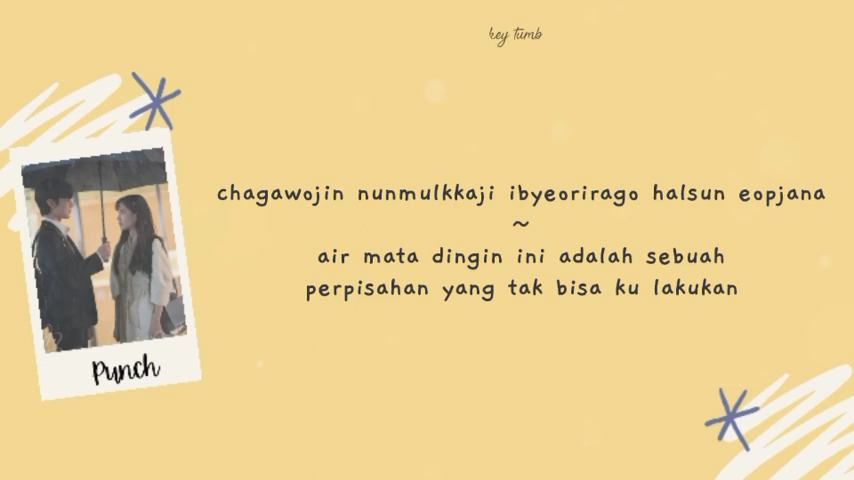 key tumb
chagawojin nunmulkkaji ibyeorirago halsun eopjana
~
air mata dingin ini adalah sebuah
perpisahan yang tak bisa ku lakukan
Punch